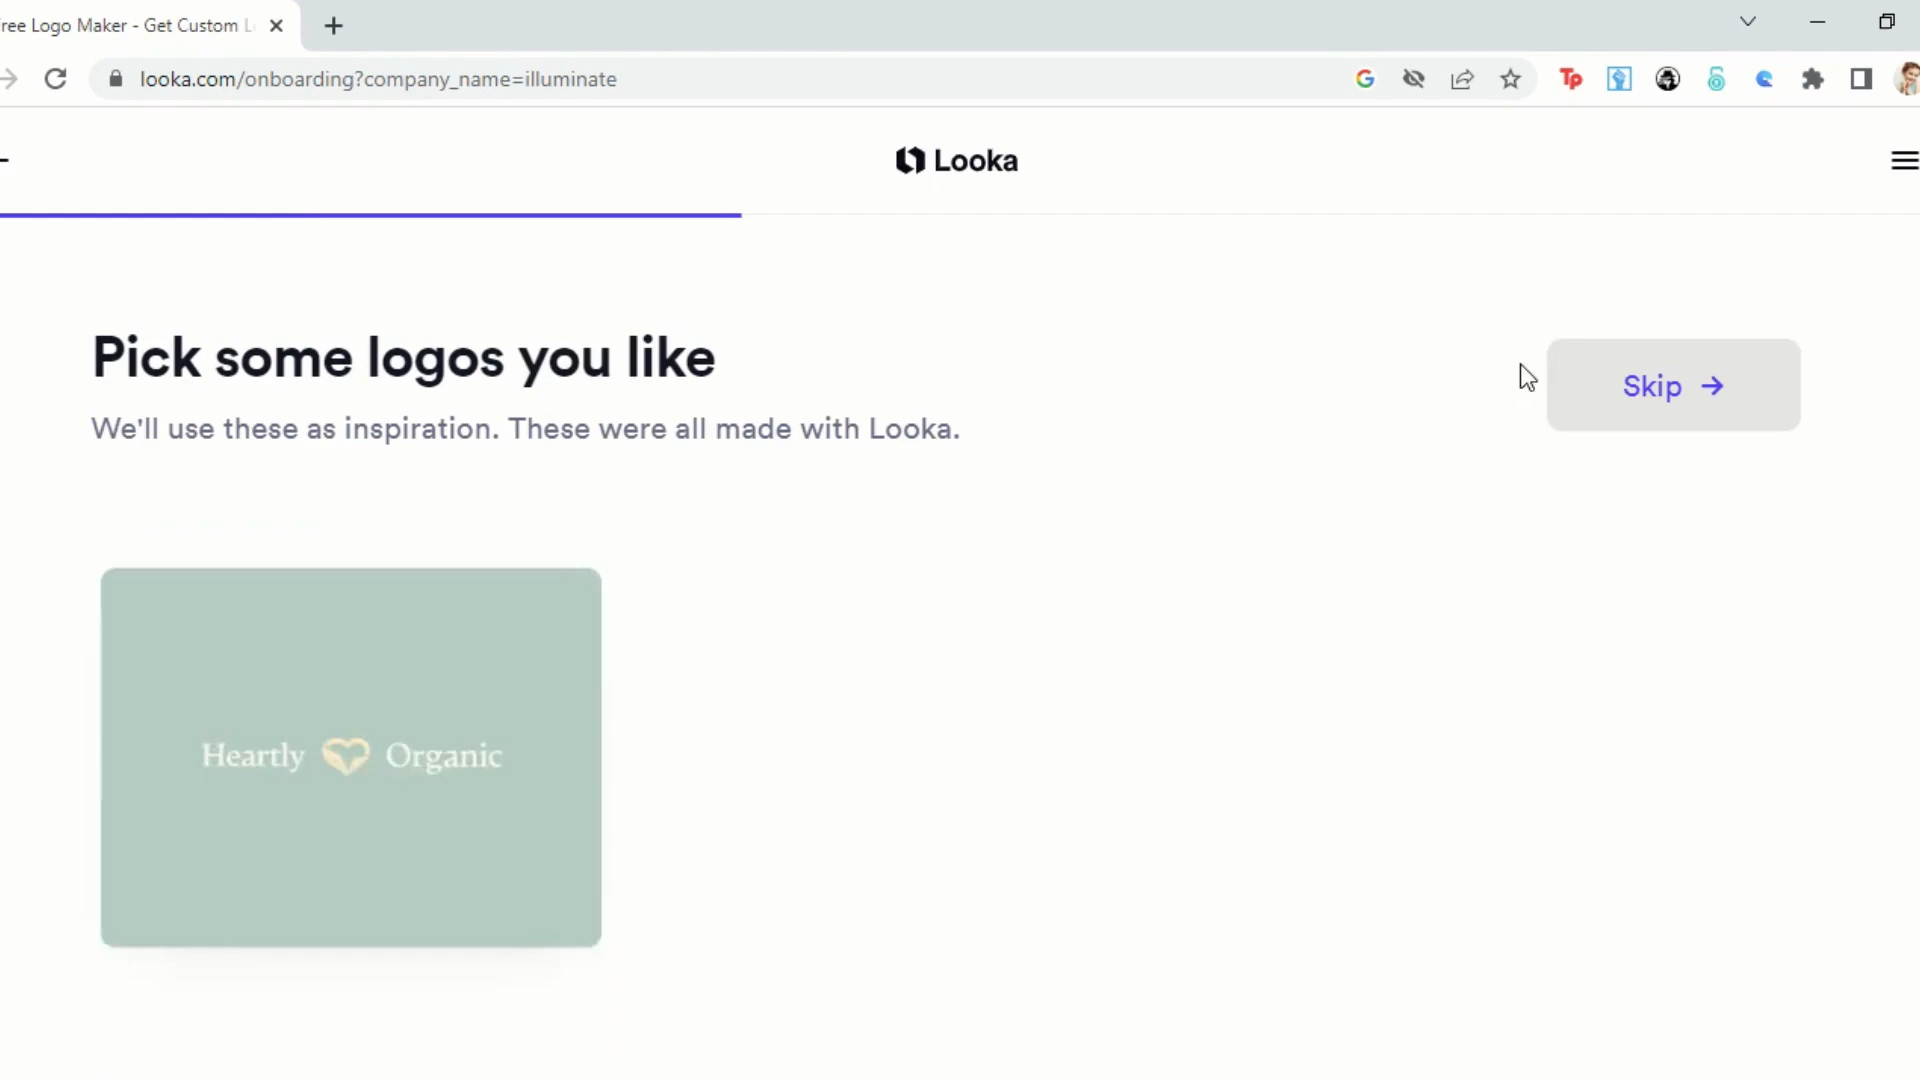 ree Logo Maker - Get Custom L
looka.com/onboarding?company_name=illuminate
Tp
Looka
Pick some logos you like
We'll use these as inspiration. These were all made with Looka.
Skip →
Heartly Organic